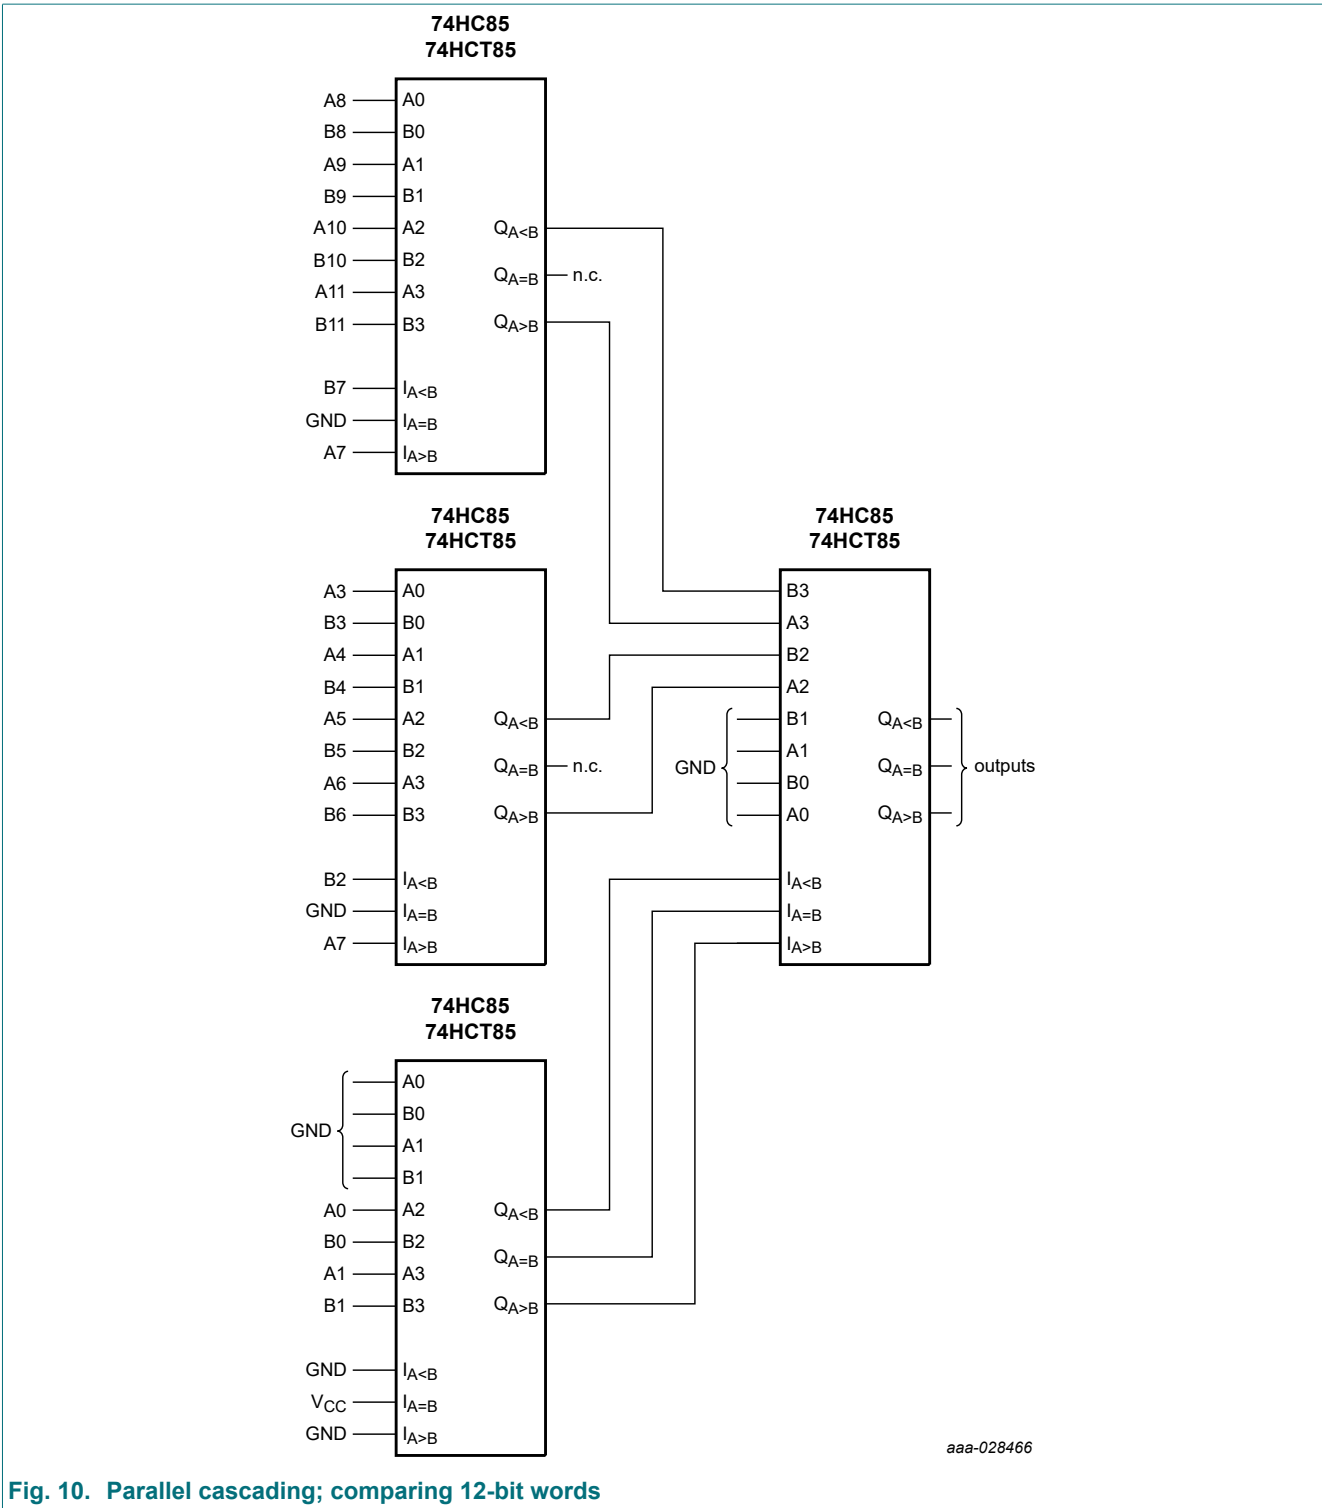 74HC85
74HCT85
A8 A0
B8 B0
A9 A1
B9 B1
A10 A2 QA<B
B10 B2
QA=B n.c.
A11 A3
B11 B3 QA>B
B7 IA<B
GND IA=B
A7 IA>B
74HC85
74HCT85
A3 A0
B3 B0
A4 A1
B4 B1
A5 A2 QA<B
B5 B2
QA=B n.c.
A6 A3
B6 B3 QA>B
B2 IA<B
GND IA=B
A7 IA>B
74HC85
74HCT85
B3
A3
B2
A2
B1 QA<B
A1
GND QA=B outputs
B0
A0 QA>B
IA<B
IA=B
IA>B
74HC85
74HCT85
A0
B0
GND
A1
B1
A0 A2 QA<B
B0 B2
QA=B
A1 A3
B1 B3 QA>B
GND IA<B
VCC IA=B
GND IA>B
aaa-028466
Fig. 10. Parallel cascading; comparing 12-bit words